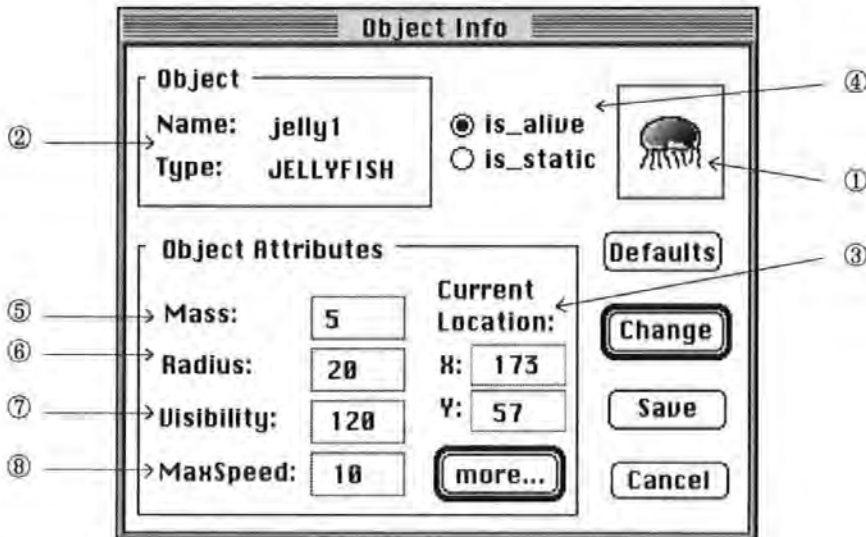 Object Info
Object
Name: jelly1
Type: JELLYFISH
is_alive
is_static
④
②
①
③
Defaults
Change
Save
Cancel
Object Attributes
⑤ Mass: 5
⑥ Radius: 20
⑦ Visibility: 120
⑧ MaxSpeed: 10
Current
Location:
X: 173
Y: 57
more...